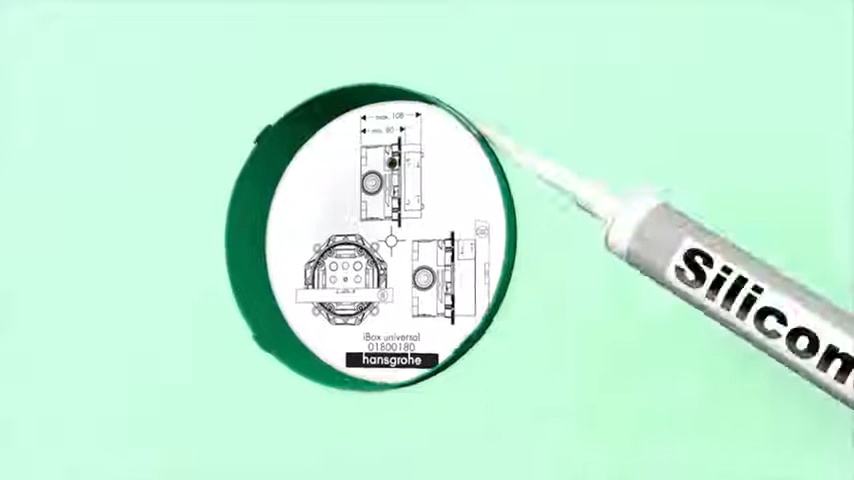 max. 108
min. 80
iBox universal
01800180
hansgrohe
Silicon